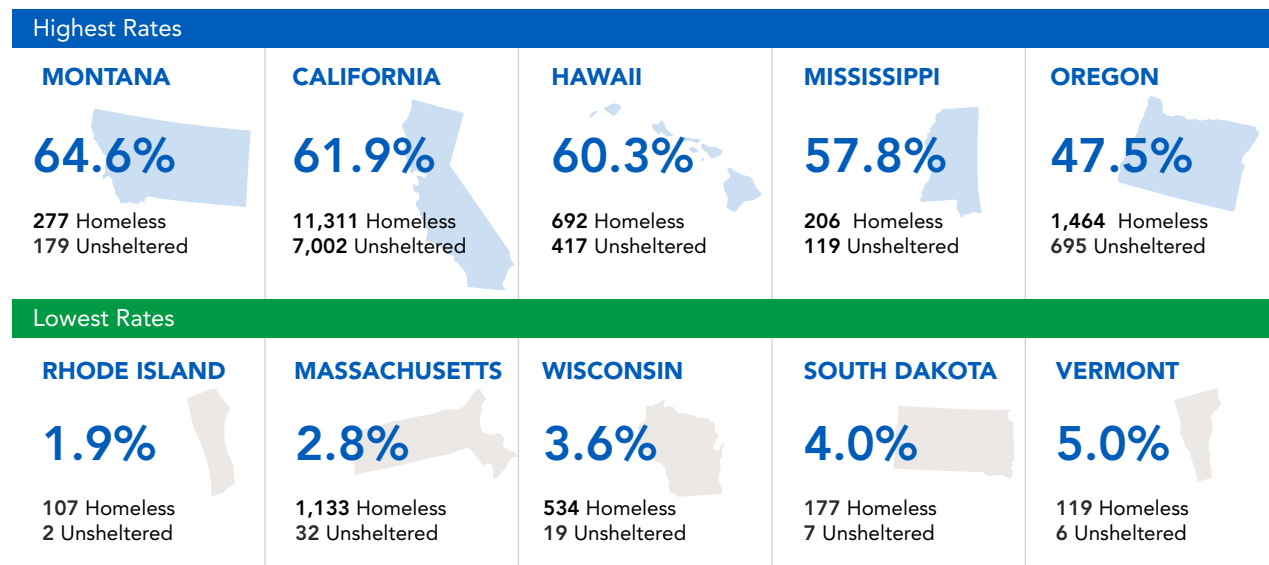 Highest Rates
MONTANA
64.6%
277 Homeless
179 Unsheltered
CALIFORNIA
61.9%
11,311 Homeless
7,002 Unsheltered
HAWAII
60.3%
692 Homeless
417 Unsheltered
MISSISSIPPI
57.8%
206 Homeless
119 Unsheltered
OREGON
47.5%
1,464 Homeless
695 Unsheltered
Lowest Rates
RHODE ISLAND
1.9%
107 Homeless
2 Unsheltered
MASSACHUSETTS
2.8%
1,133 Homeless
32 Unsheltered
WISCONSIN
3.6%
534 Homeless
19 Unsheltered
SOUTH DAKOTA
4.0%
177 Homeless
7 Unsheltered
VERMONT
5.0%
119 Homeless
6 Unsheltered